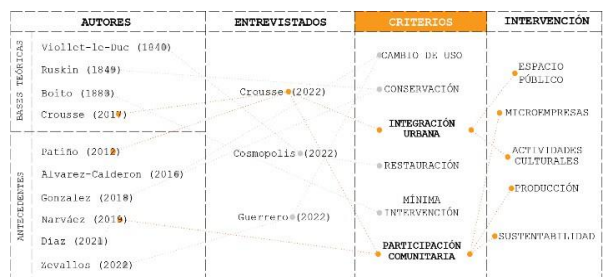 AUTORES
ENTREVISTADOS
CRITERIOS
INTERVENCIÓN
BASES TEÓRICAS
Viollet-le-Duc (1840)
Ruskin (1849)
Boito (1880)
Crousse (2017)
ANTECEDENTES
Patiño (2012)
Alvarez-Calderon (2016)
Gonzalez (2018)
Narváez (2019)
Díaz (2021)
Zevallos (2022)
Crousse (2022)
Cosmopolis (2022)
Guerrero (2022)
CAMBIO DE USO
CONSERVACIÓN
INTEGRACIÓN
URBANA
RESTAURACIÓN
MÍNIMA
INTERVENCIÓN
PARTICIPACIÓN
COMUNITARIA
ESPACIO
PÚBLICO
MICROEMPRESAS
ACTIVIDADES
CULTURALES
PRODUCCIÓN
SUSTENTABILIDAD